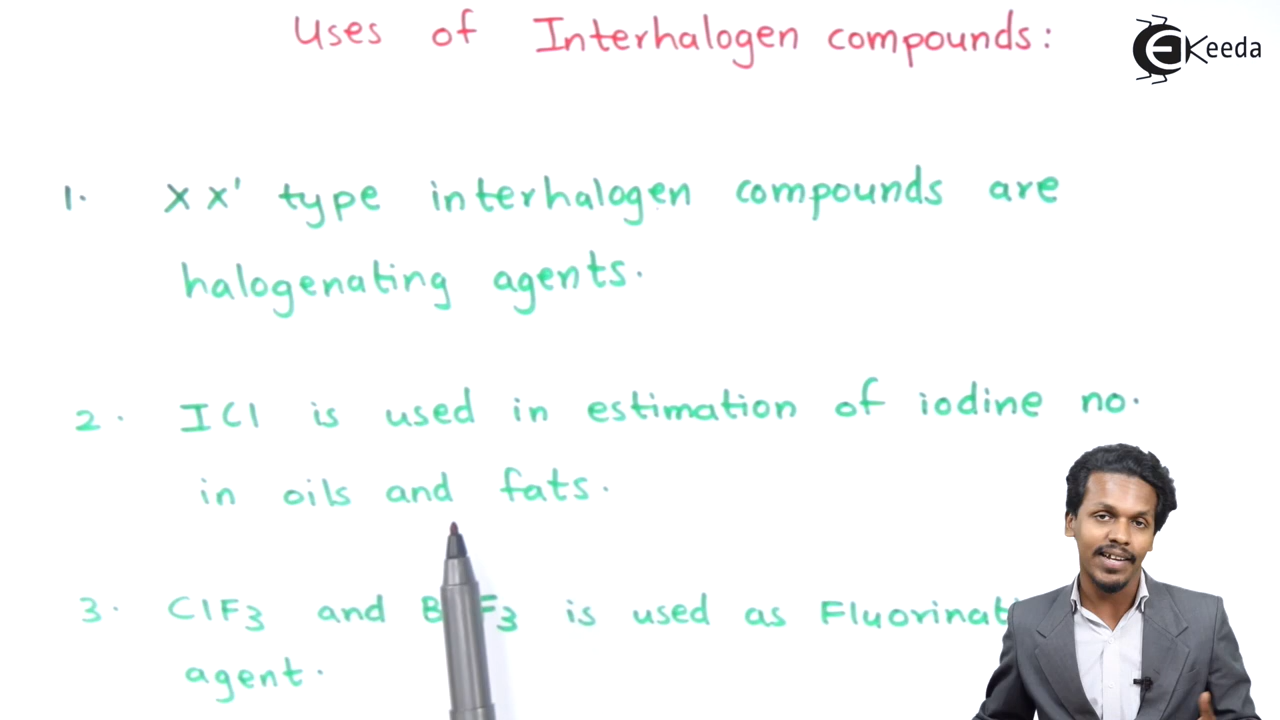 Uses of Interhalogen compounds:
EKeeda
1. XX' type interhalogen compounds are
halogenating agents.
2. ICl is used in estimation of iodine no.
in oils and fats.
3. ClF3 and is used as
agent.